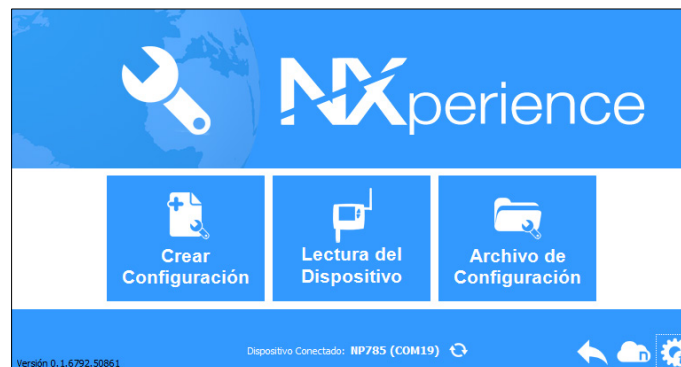 NXperience
Crear
Configuración
Lectura del
Dispositivo
Archivo de
Configuración
Dispositivo Conectado: NP785 (COM19)
n
Versión 0.1.6792.50861